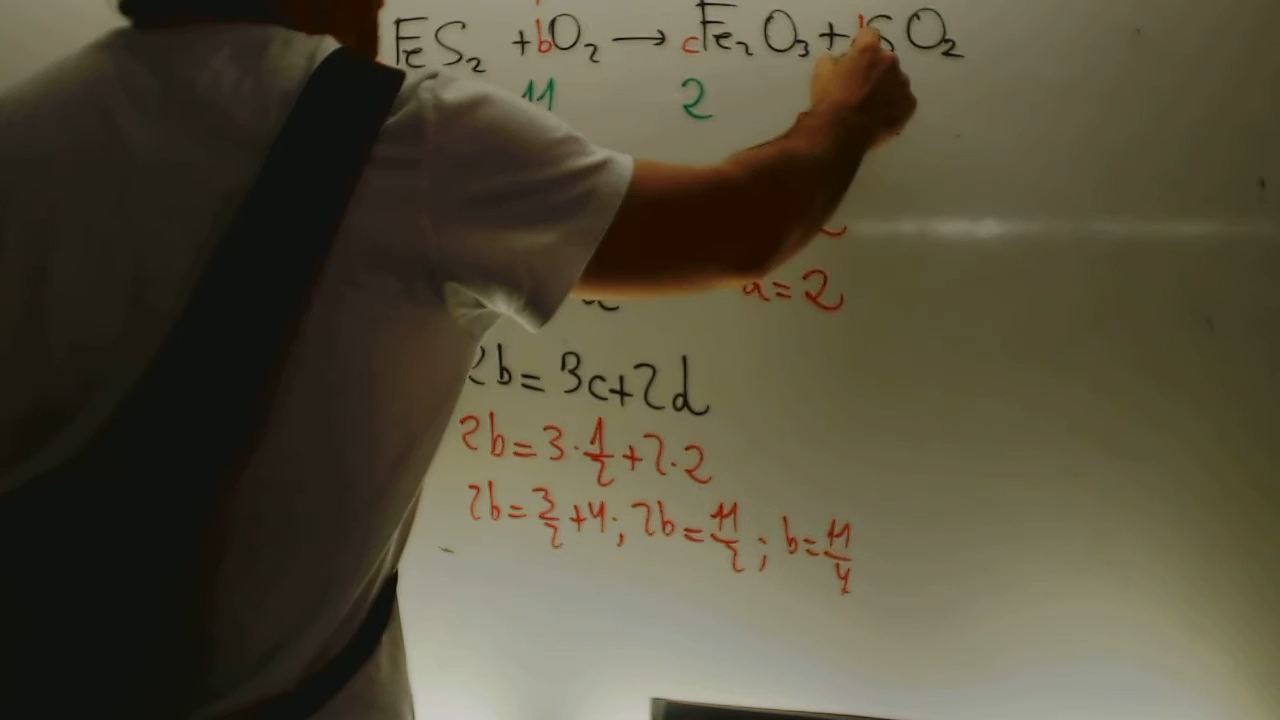 FeS₂ + bO₂ → cFe₂O₃ + SO₂
11 2
a = 2
2b = 3c + 2d
2b = 3 · 1/2 + 2 · 2
2b = 3/2 + 4; 2b = 11/2; b = 11/4